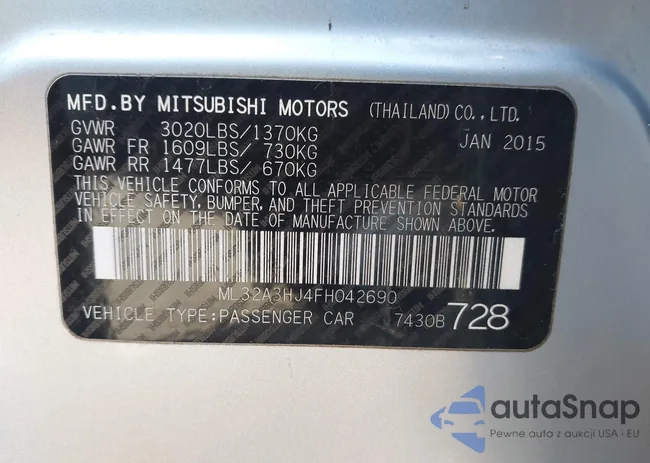 MFD.BY MITSUBISHI MOTORS (THAILAND) CO.,LTD.
GVWR 3020LBS/1370KG JAN 2015
GAWR FR 1609LBS/ 730KG
GAWR RR 1477LBS/ 670KG
THIS VEHICLE CONFORMS TO ALL APPLICABLE FEDERAL MOTOR
VEHICLE SAFETY, BUMPER, AND THEFT PREVENTION STANDARDS
IN EFFECT ON THE DATE OF MANUFACTURE SHOWN ABOVE.
ML32A3HJ4FH042690
VEHICLE TYPE:PASSENGER CAR 7430B 728
autoSnap
Pewne auta z aukcji USA i EU